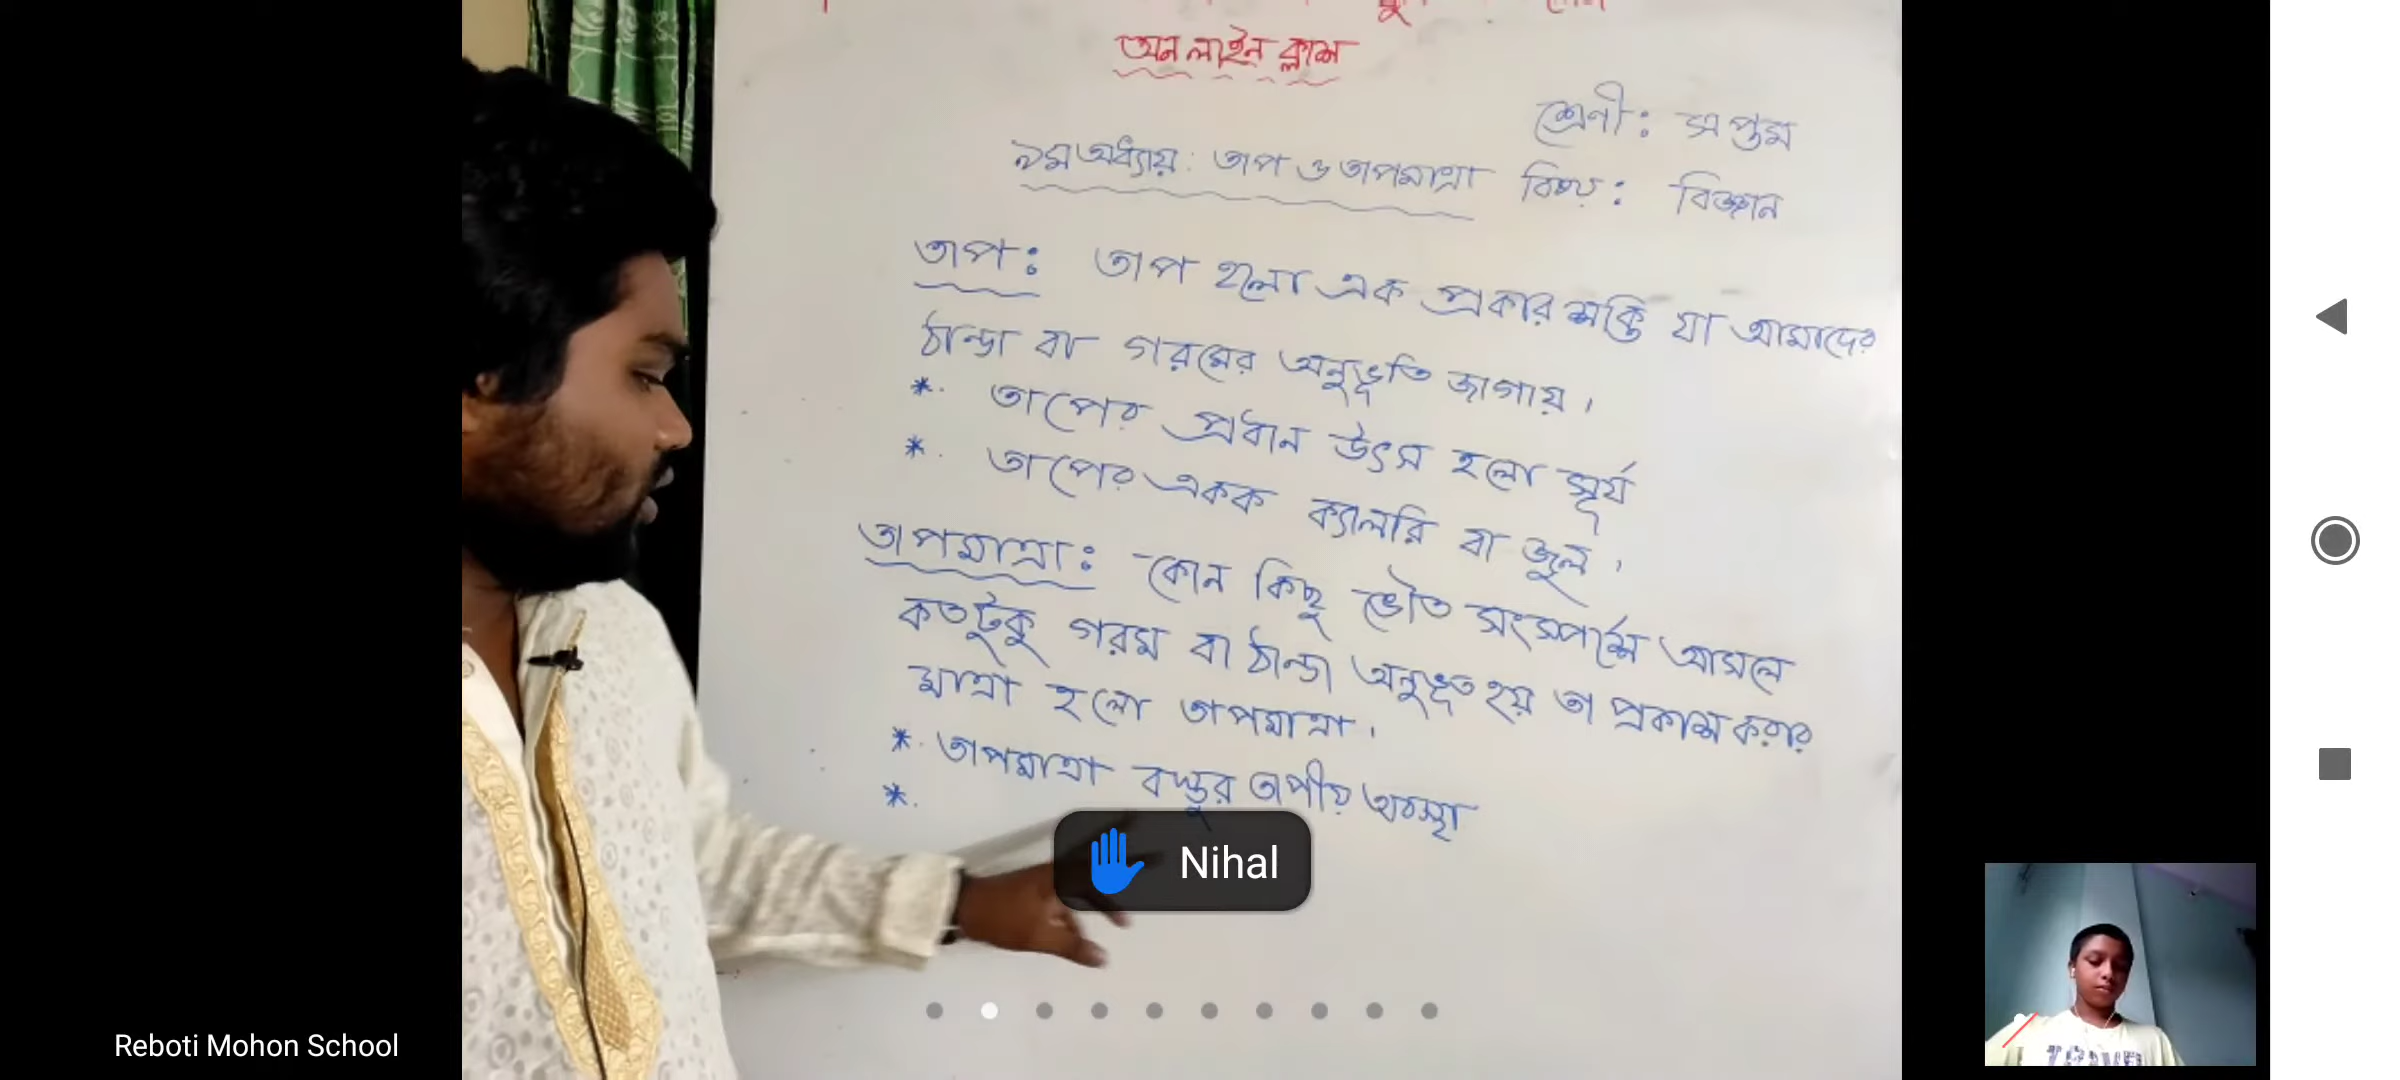 অনলাইন ক্লাশ
শ্রেণী: সপ্তম
৯ম অধ্যায়: তাপ ও তাপমাত্রা বিষয়: বিজ্ঞান
তাপ: তাপ হলো এক প্রকার শক্তি যা আমাদের
ঠান্ডা বা গরমের অনুভূতি জাগায়।
*. তাপের প্রধান উৎস হলো সূর্য
*. তাপের একক ক্যালরি বা জুল।
তাপমাত্রা: কোন কিছু ভৌত সংস্পর্শে আসলে
কতটুকু গরম বা ঠান্ডা অনুভূত হয় তা প্রকাশ করার
মাত্রা হলো তাপমাত্রা।
*. তাপমাত্রা বস্তুর তাপীয় অবস্থা
*.
Nihal
Reboti Mohon School